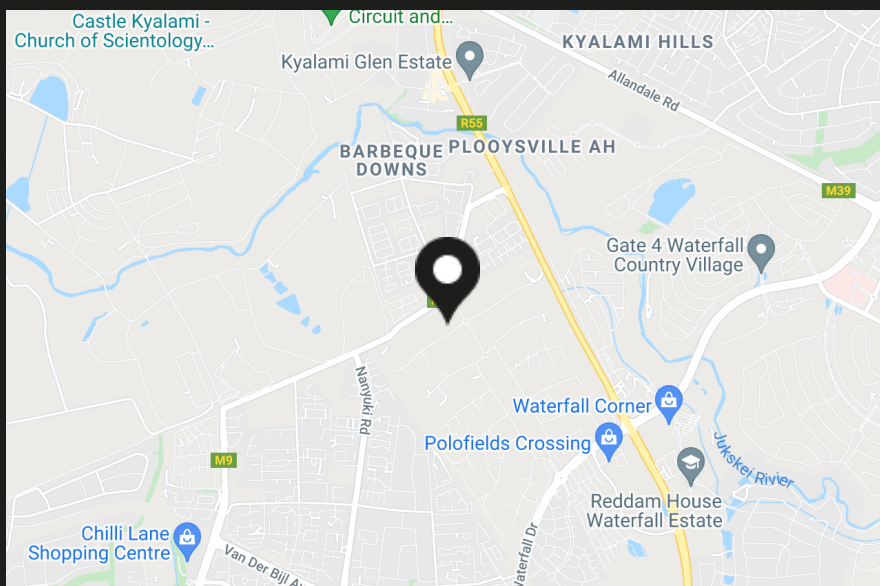 Castle Kyalami -
Church of Scientology...
Circuit and...
KYALAMI HILLS
Kyalami Glen Estate
Allandale Rd
R55
BARBEQUE
DOWNS
PLOOYSVILLE AH
M39
Gate 4 Waterfall
Country Village
Nanyuki Rd
Waterfall Corner
Polofields Crossing
M9
Jukskei Rivier
Reddam House
Waterfall Estate
Chilli Lane
Shopping Centre
Van Der Bijl
Dr